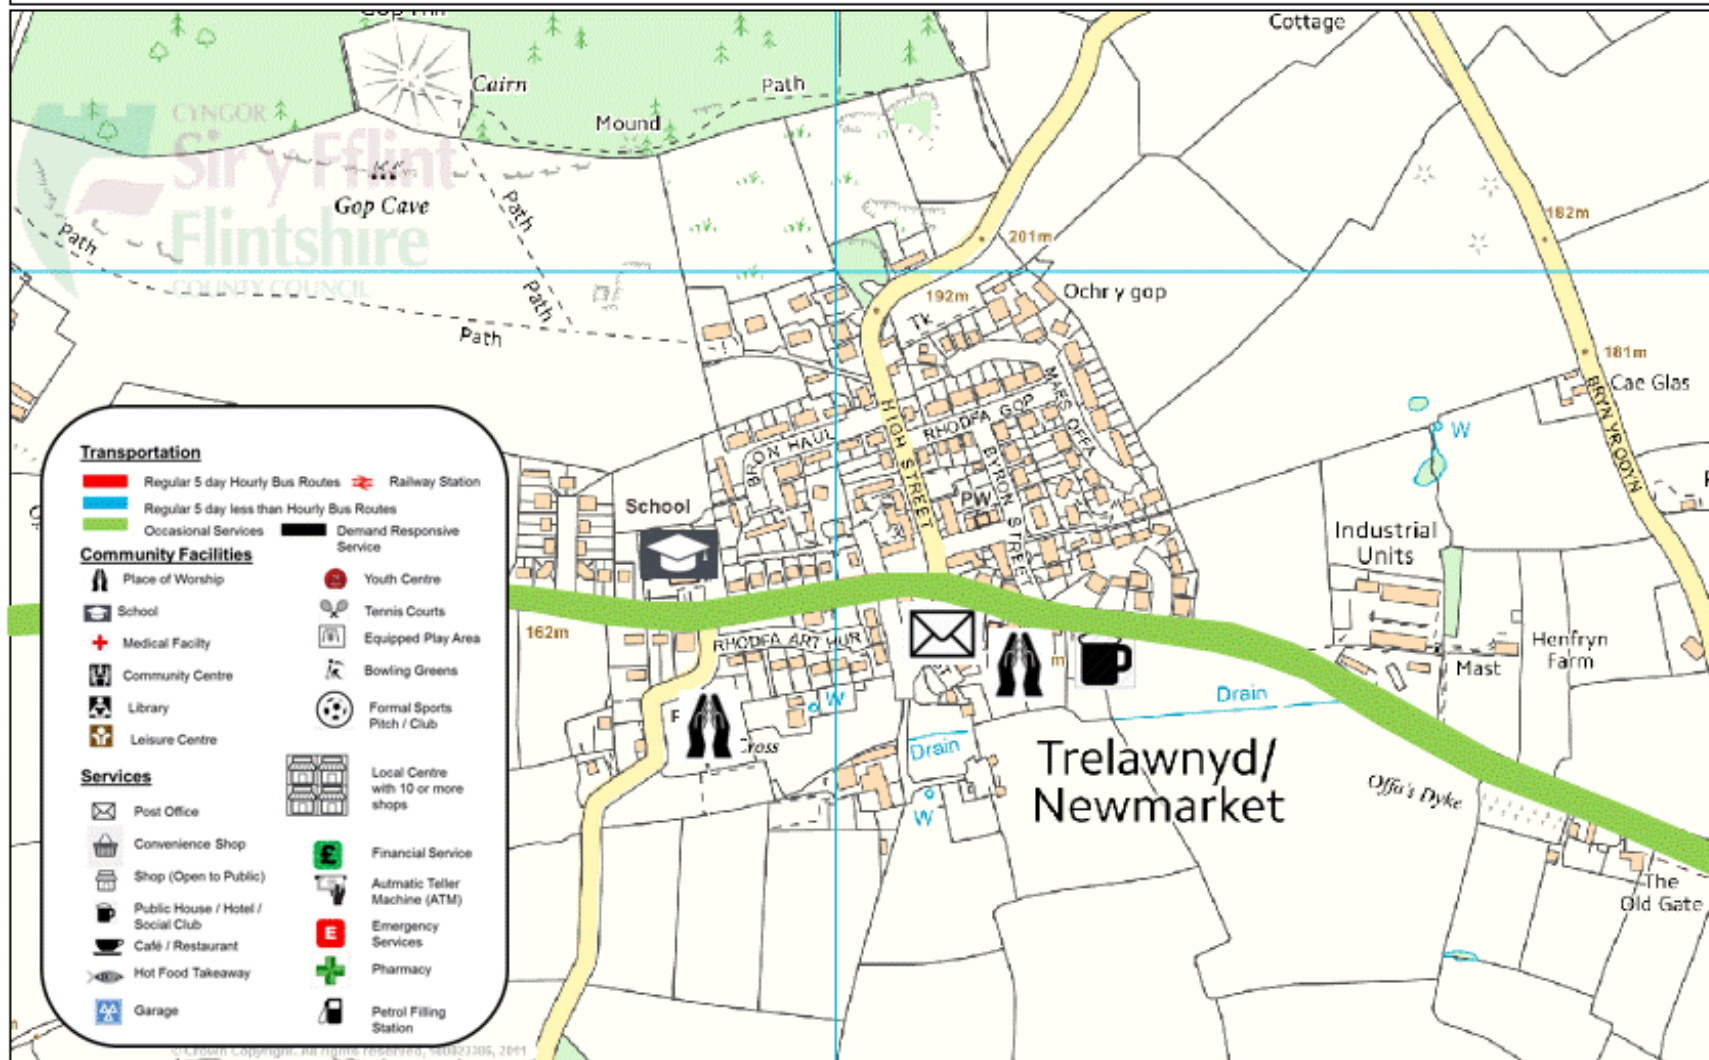 Cottage
Cairn
Path
Mound
CYNGOR
Sir y Fflint
Flintshire
COUNTY COUNCIL
Gop Cave
Path
Path
Path
Path
201m
182m
192m
Ochr y gop
Tk
181m
Cae Glas
BRYN YR ODYN
W
HIGH STREET
RHODFA GOP
MAES OFFA
BRON HAUL
BYRON STREET
PW
School
Industrial
Units
162m
RHODFA ARTHUR
Henfryn
Farm
Mast
m
Drain
W
Drain
W
Trelawnyd/
Newmarket
Offa's Dyke
The
Old Gate
Transportation
Regular 5 day Hourly Bus Routes
Railway Station
Regular 5 day less than Hourly Bus Routes
Occasional Services
Demand Responsive
Service
Community Facilities
Place of Worship
Youth Centre
School
Tennis Courts
Medical Facilty
Equipped Play Area
Community Centre
Bowling Greens
Library
Formal Sports
Pitch / Club
Leisure Centre
Services
Local Centre
with 10 or more
shops
Post Office
Convenience Shop
Financial Service
Shop (Open to Public)
Autmatic Teller
Machine (ATM)
Public House / Hotel /
Social Club
E
Emergency
Services
Café / Restaurant
Hot Food Takeaway
Pharmacy
Garage
Petrol Filling
Station
£